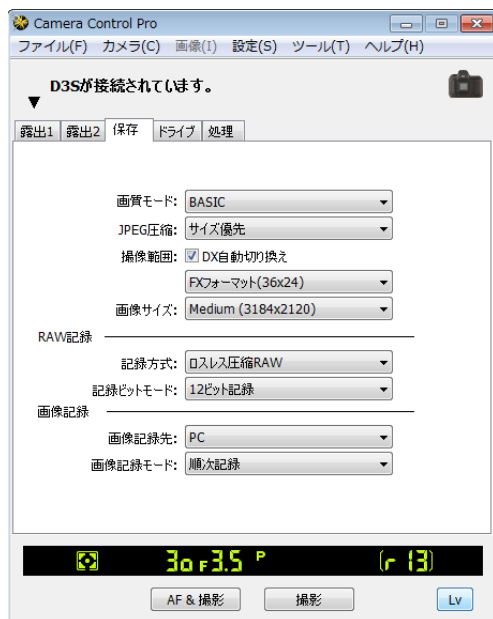 Camera Control Pro
ファイル(F) カメラ(C) 画像(I) 設定(S) ツール(T) ヘルプ(H)
D3Sが接続されています。
露出1 露出2 保存 ドライブ 処理
画質モード: BASIC
JPEG圧縮: サイズ優先
撮像範囲: DX自動切り換え
FXフォーマット(36x24)
画像サイズ: Medium (3184x2120)
RAW記録
記録方式: ロスレス圧縮RAW
記録ビットモード: 12ビット記録
画像記録
画像記録先: PC
画像記録モード: 順次記録
30 F3.5 P (r 13)
AF & 撮影 撮影 Lv